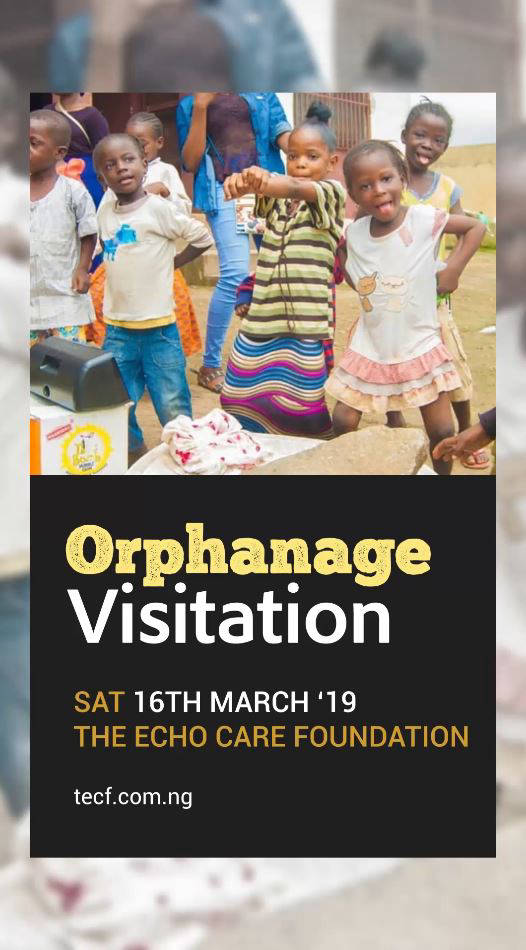 Orphanage
Visitation
SAT 16TH MARCH ‘19
THE ECHO CARE FOUNDATION
tecf.com.ng